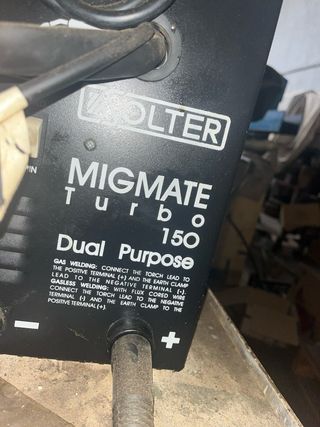 MIGMATE
Turbo
150
Dual Purpose
GAS WELDING: CONNECT THE TORCH LEAD TO
THE POSITIVE TERMINAL (+) AND THE EARTH CLAMP
LEAD TO THE NEGATIVE TERMINAL (-).
GASLESS WELDING: WITH FLUX CORED WIRE
CONNECT THE TORCH LEAD TO THE NEGATIVE
TERMINAL (-) AND THE EARTH CLAMP TO THE
POSITIVE TERMINAL(+).
- +